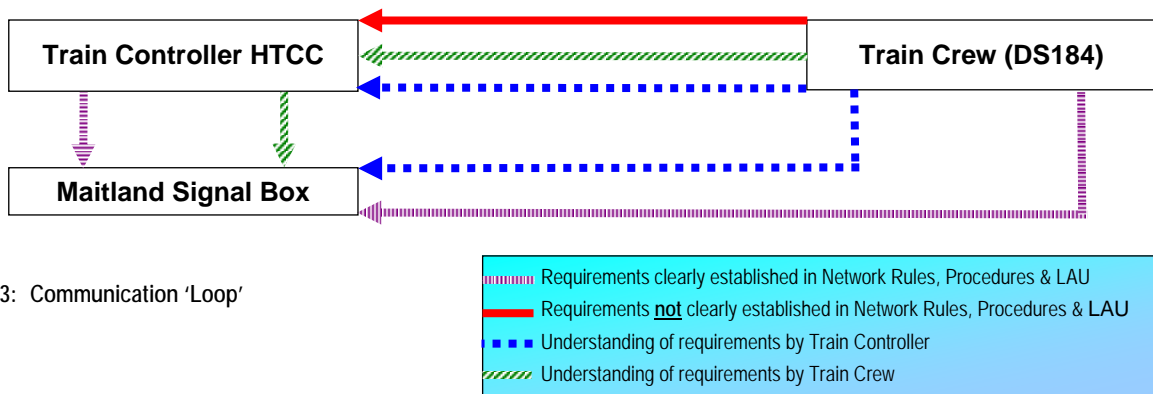 Train Controller HTCC
Train Crew (DS184)
Maitland Signal Box
3: Communication ‘Loop’
Requirements clearly established in Network Rules, Procedures & LAU
Requirements not clearly established in Network Rules, Procedures & LAU
Understanding of requirements by Train Controller
Understanding of requirements by Train Crew